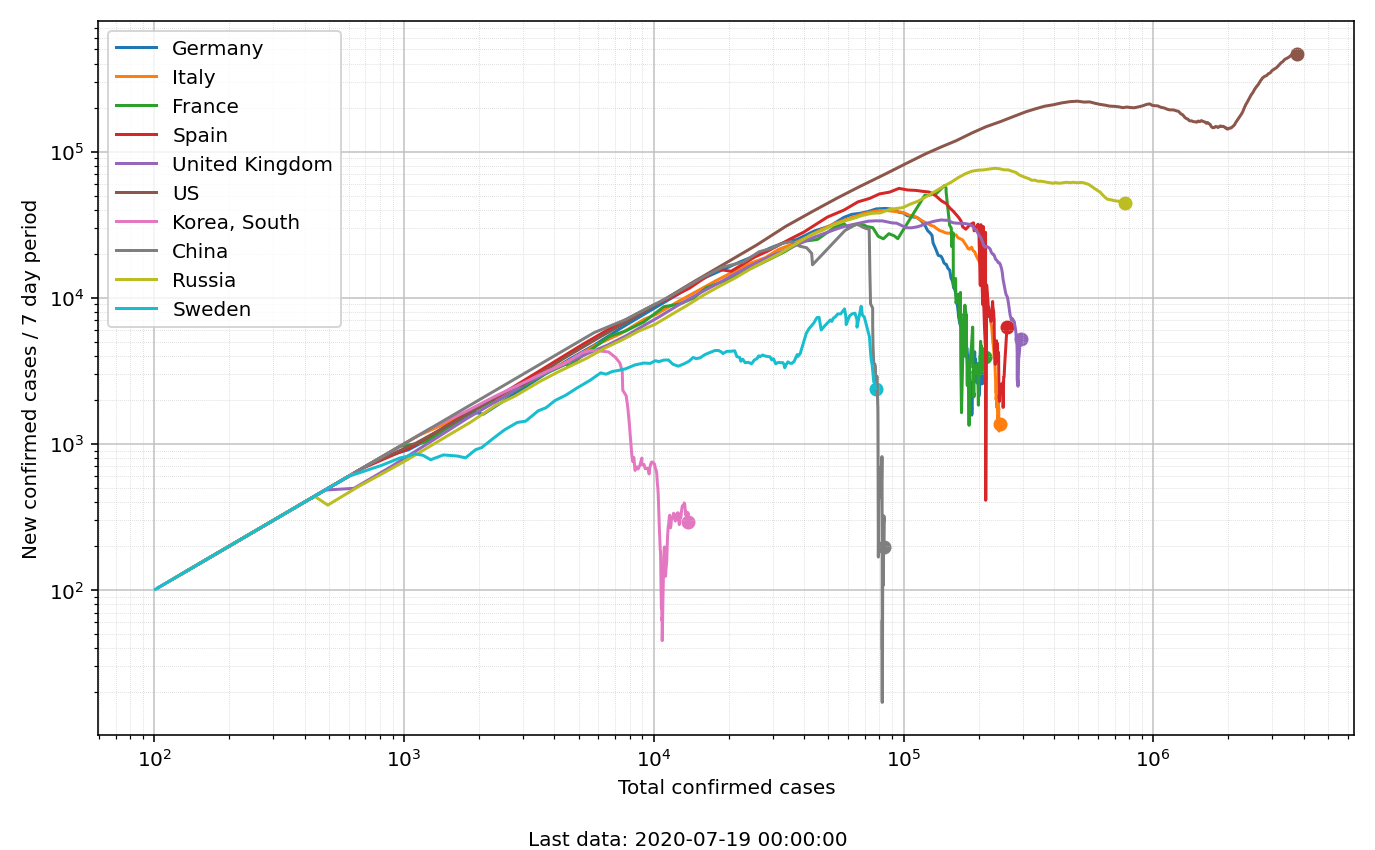 Germany
Italy
France
Spain
United Kingdom
US
Korea, South
China
Russia
Sweden
New confirmed cases / 7 day period
10⁵
10⁴
10³
10²
10² 10³ 10⁴ 10⁵ 10⁶
Total confirmed cases
Last data: 2020-07-19 00:00:00